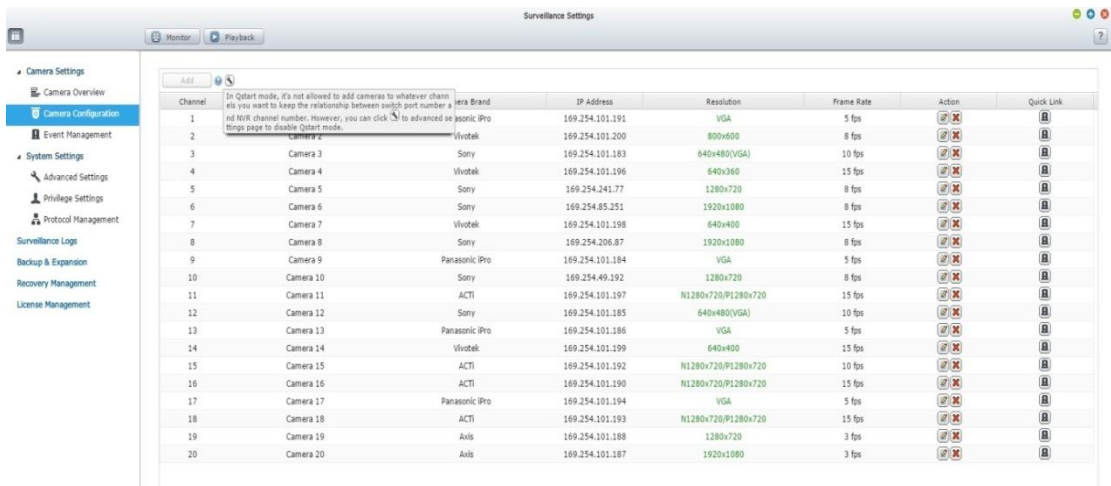 Surveillance Settings
?
Monitor Playback
Camera Settings
Camera Overview
Camera Configuration
Event Management
System Settings
Advanced Settings
Privilege Settings
Protocol Management
Surveillance Logs
Backup & Expansion
Recovery Management
License Management
Add
In Qstart mode, it's not allowed to add cameras to whatever chann
els you want to keep the relationship between switch port number a
nd NVR channel number. However, you can click to advanced se
ttings page to disable Qstart mode.
Channel era Brand IP Address Resolution Frame Rate Action Quick Link
1 asonic iPro 169.254.101.191 VGA 5 fps
2 Camera 2 Vivotek 169.254.101.200 800x600 8 fps
3 Camera 3 Sony 169.254.101.183 640x480(VGA) 10 fps
4 Camera 4 Vivotek 169.254.101.196 640x360 15 fps
5 Camera 5 Sony 169.254.241.77 1280x720 8 fps
6 Camera 6 Sony 169.254.85.251 1920x1080 8 fps
7 Camera 7 Vivotek 169.254.101.198 640x400 15 fps
8 Camera 8 Sony 169.254.206.87 1920x1080 8 fps
9 Camera 9 Panasonic iPro 169.254.101.184 VGA 5 fps
10 Camera 10 Sony 169.254.49.192 1280x720 8 fps
11 Camera 11 ACTi 169.254.101.197 N1280x720/P1280x720 15 fps
12 Camera 12 Sony 169.254.101.185 640x480(VGA) 10 fps
13 Camera 13 Panasonic iPro 169.254.101.186 VGA 5 fps
14 Camera 14 Vivotek 169.254.101.199 640x400 15 fps
15 Camera 15 ACTi 169.254.101.192 N1280x720/P1280x720 10 fps
16 Camera 16 ACTi 169.254.101.190 N1280x720/P1280x720 15 fps
17 Camera 17 Panasonic iPro 169.254.101.194 VGA 5 fps
18 Camera 18 ACTi 169.254.101.193 N1280x720/P1280x720 15 fps
19 Camera 19 Axis 169.254.101.188 1280x720 3 fps
20 Camera 20 Axis 169.254.101.187 1920x1080 3 fps